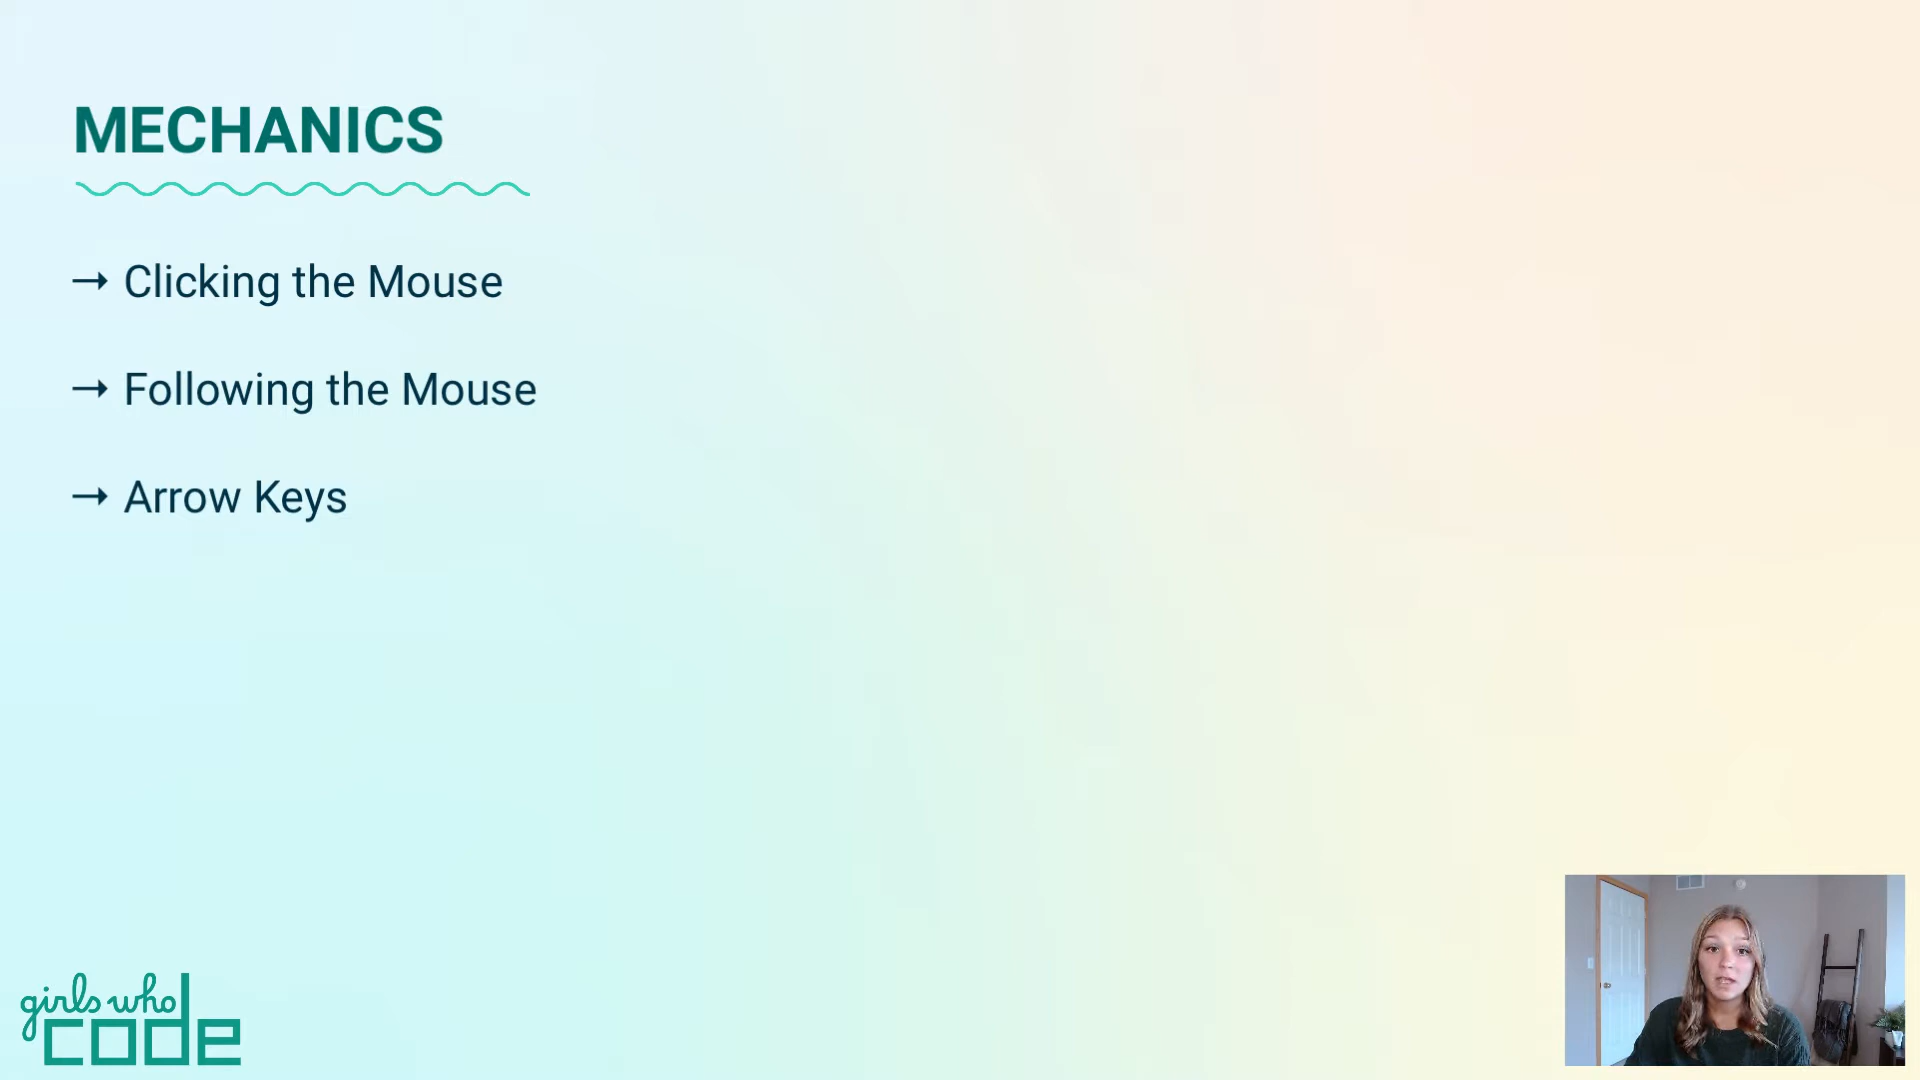 MECHANICS
→ Clicking the Mouse
→ Following the Mouse
→ Arrow Keys
girls who
code